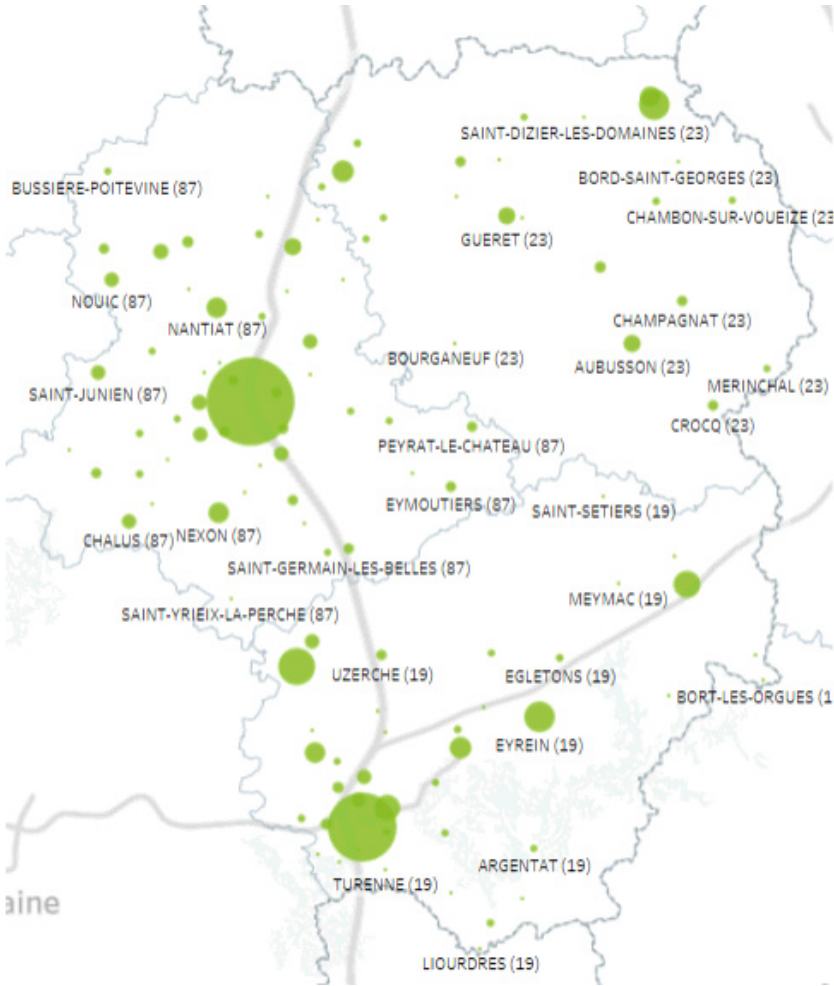 SAINT-DIZIER-LES-DOMAINES (23)
BUSSIERE-POITEVINE (87)
BORD-SAINT-GEORGES (23)
CHAMBON-SUR-VOUEIZE (23
GUERET (23)
NOUIC (87)
NANTIAT (87)
CHAMPAGNAT (23)
BOURGANEUF (23)
AUBUSSON (23)
MERINCHAL (23)
SAINT-JUNIEN (87)
CROCQ (23)
PEYRAT-LE-CHATEAU (87)
EYMOUTIERS (87)
SAINT-SETIERS (19)
CHALUS (87)
NEXON (87)
SAINT-GERMAIN-LES-BELLES (87)
MEYMAC (19)
SAINT-YRIEIX-LA-PERCHE (87)
UZERCHE (19)
EGLETONS (19)
BORT-LES-ORGUES (1
EYREIN (19)
ARGENTAT (19)
TURENNE (19)
aine
LIOURDRES (19)